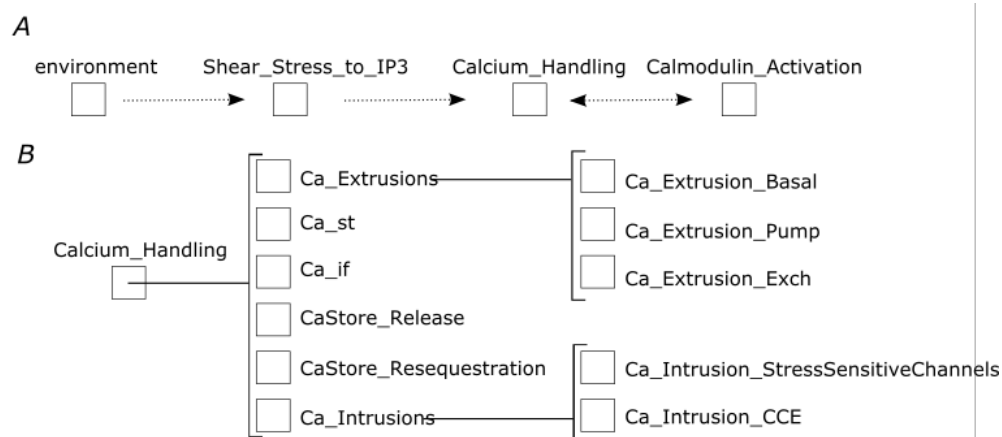 A
environment
Shear_Stress_to_IP3
Calcium_Handling
Calmodulin_Activation
B
Calcium_Handling
Ca_Extrusions
Ca_st
Ca_if
CaStore_Release
CaStore_Resequestration
Ca_Intrusions
Ca_Extrusion_Basal
Ca_Extrusion_Pump
Ca_Extrusion_Exch
Ca_Intrusion_StressSensitiveChannels
Ca_Intrusion_CCE